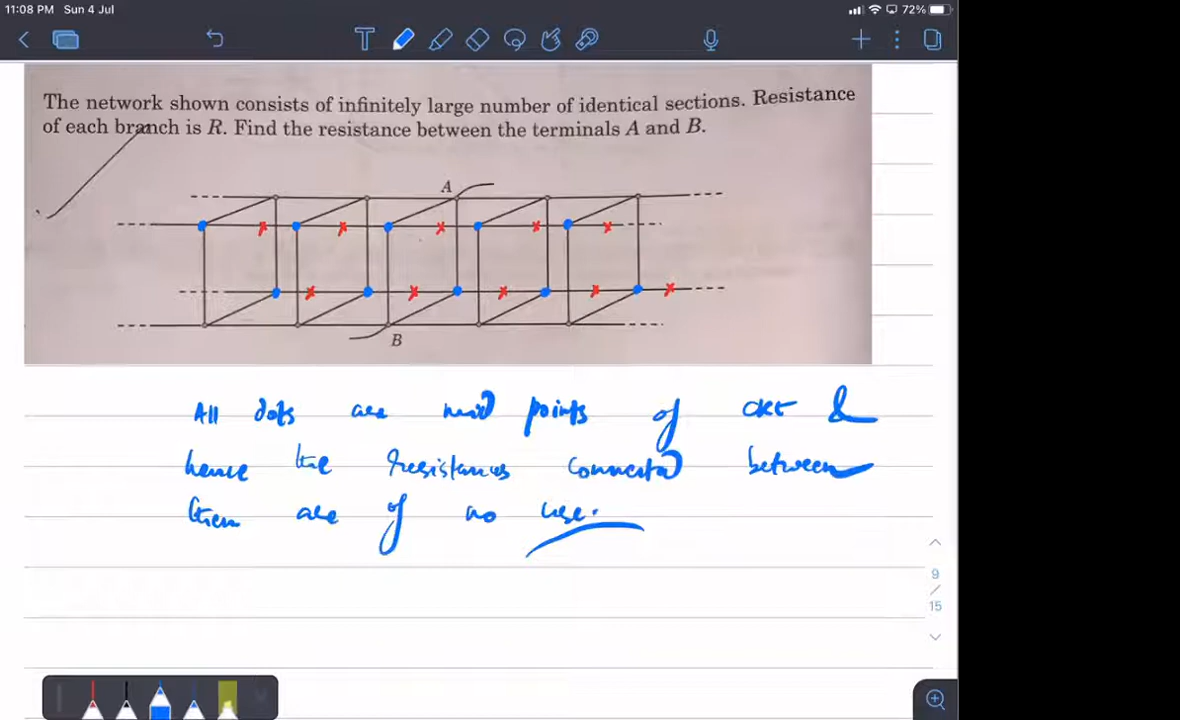 11:08 PM Sun 4 Jul
72%
The network shown consists of infinitely large number of identical sections. Resistance
of each branch is R. Find the resistance between the terminals A and B.
A
B
All dots are mid points of ckt &
hence the resistances connected between
them are of no use.
9
/
15